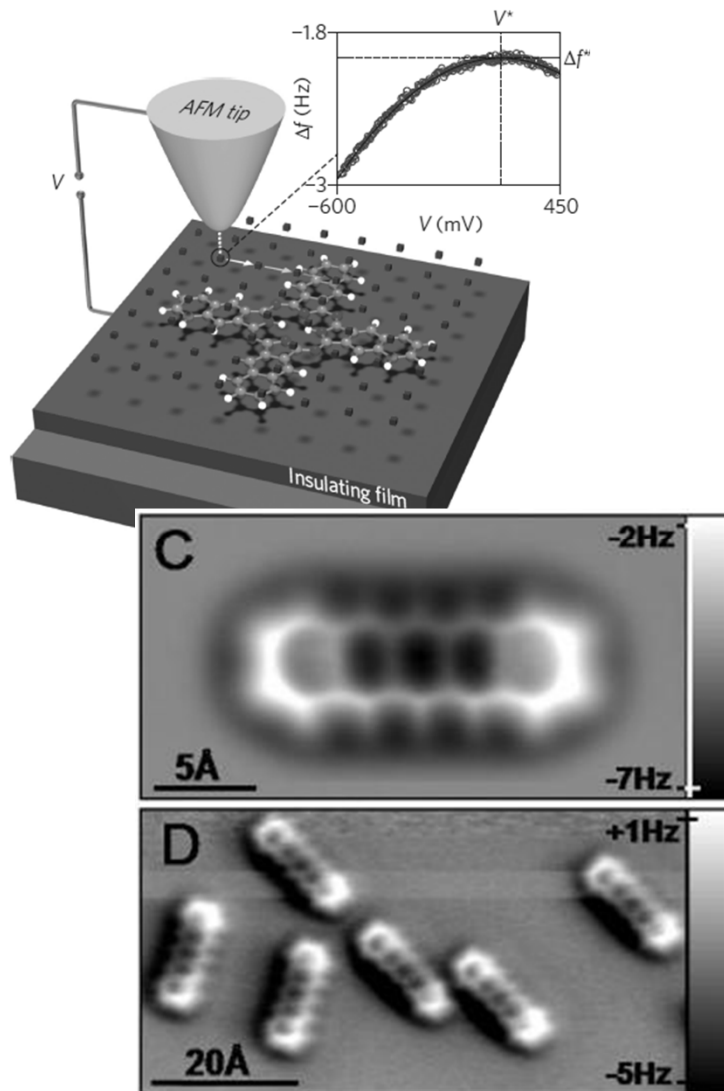 V*
−1.8
Δf*
AFM tip
Δf (Hz)
V
−3
−600
450
V (mV)
Insulating film
C
−2Hz
5Å
−7Hz
D
+1Hz
20Å
−5Hz